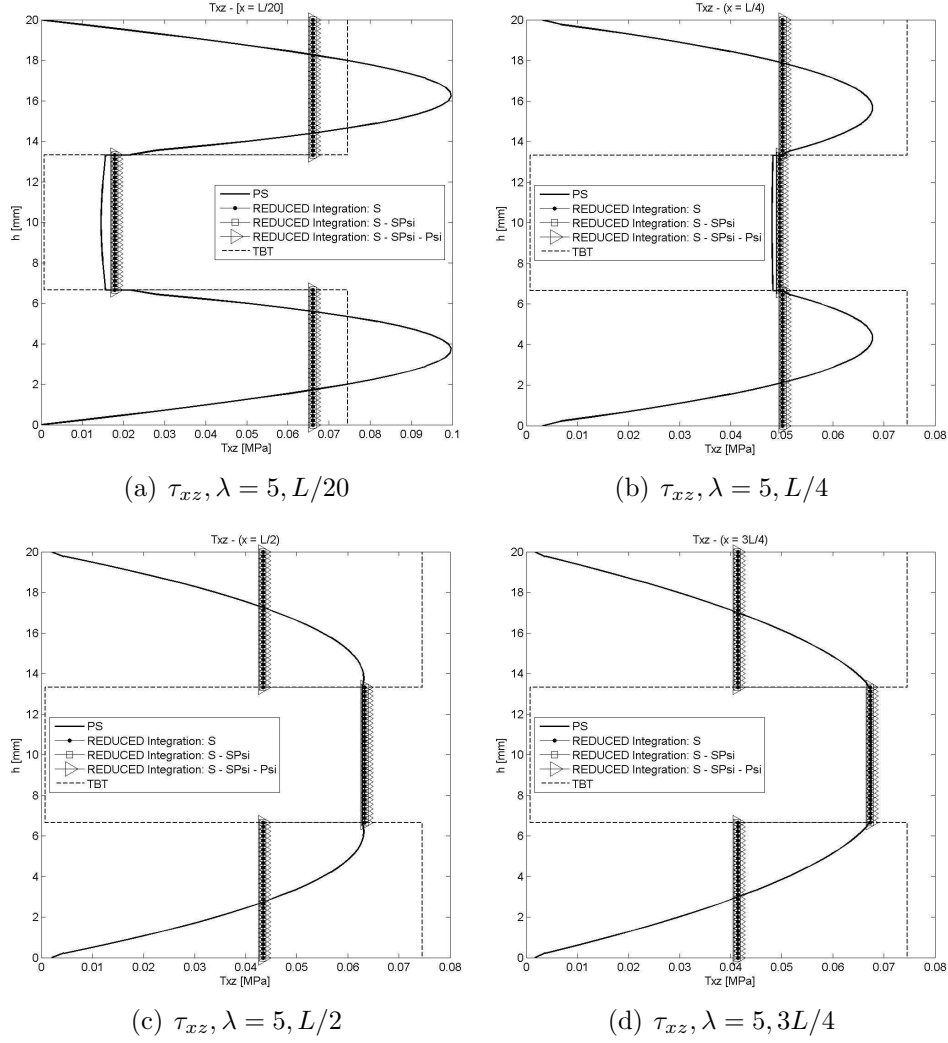 Txz - [x = L/20]
20
18
16
14
12
10
8
6
4
2
0
h [mm]
PS
REDUCED Integration: S
REDUCED Integration: S - SPsi
REDUCED Integration: S - SPsi - Psi
TBT
0 0.01 0.02 0.03 0.04 0.05 0.06 0.07 0.08 0.09 0.1
Txz [MPa]
(a) τxz, λ = 5, L/20
Txz - (x = L/4)
20
18
16
14
12
10
8
6
4
2
0
h [mm]
PS
REDUCED Integration: S
REDUCED Integration: S - SPsi
REDUCED Integration: S - SPsi - Psi
TBT
0 0.01 0.02 0.03 0.04 0.05 0.06 0.07 0.08
Txz [MPa]
(b) τxz, λ = 5, L/4
Txz - (x = L/2)
20
18
16
14
12
10
8
6
4
2
0
h [mm]
PS
REDUCED Integration: S
REDUCED Integration: S - SPsi
REDUCED Integration: S - SPsi - Psi
TBT
0 0.01 0.02 0.03 0.04 0.05 0.06 0.07 0.08
Txz [MPa]
(c) τxz, λ = 5, L/2
Txz - (x = 3L/4)
20
18
16
14
12
10
8
6
4
2
0
h [mm]
PS
REDUCED Integration: S
REDUCED Integration: S - SPsi
REDUCED Integration: S - SPsi - Psi
TBT
0 0.01 0.02 0.03 0.04 0.05 0.06 0.07 0.08
Txz [MPa]
(d) τxz, λ = 5, 3L/4